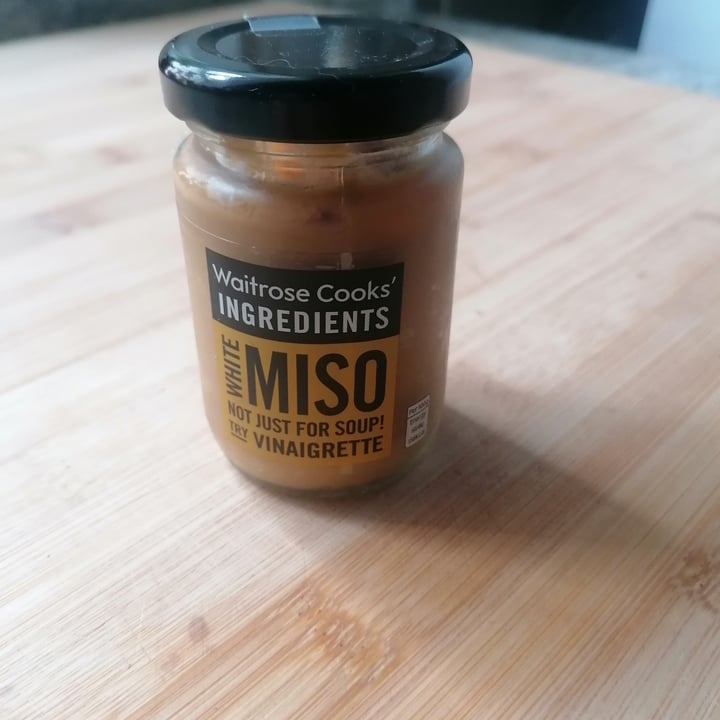 Waitrose Cooks'
INGREDIENTS
WHITE
MISO
NOT JUST FOR SOUP!
TRY VINAIGRETTE